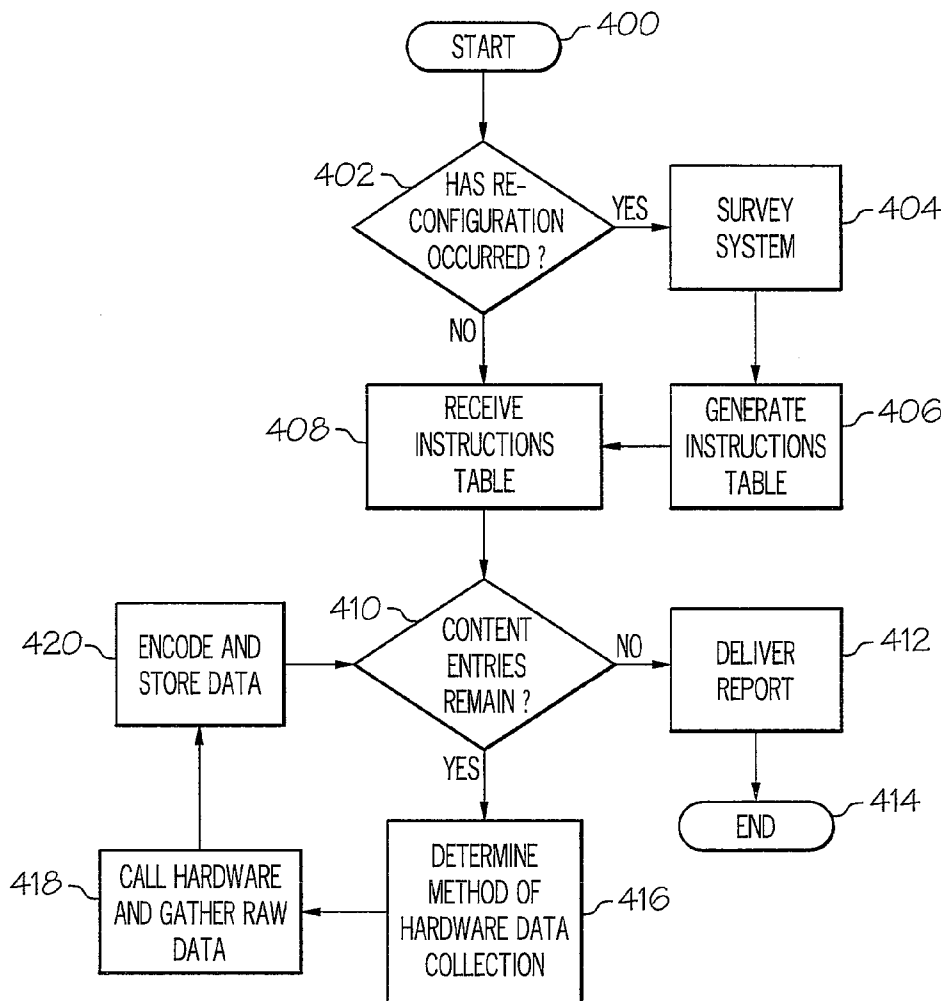 START
400
402
HAS RE-
CONFIGURATION
OCCURRED ?
YES
NO
SURVEY
SYSTEM
404
408
RECEIVE
INSTRUCTIONS
TABLE
GENERATE
INSTRUCTIONS
TABLE
406
420
ENCODE AND
STORE DATA
410
CONTENT
ENTRIES
REMAIN ?
NO
YES
DELIVER
REPORT
412
END
414
418
CALL HARDWARE
AND GATHER RAW
DATA
DETERMINE
METHOD OF
HARDWARE DATA
COLLECTION
416